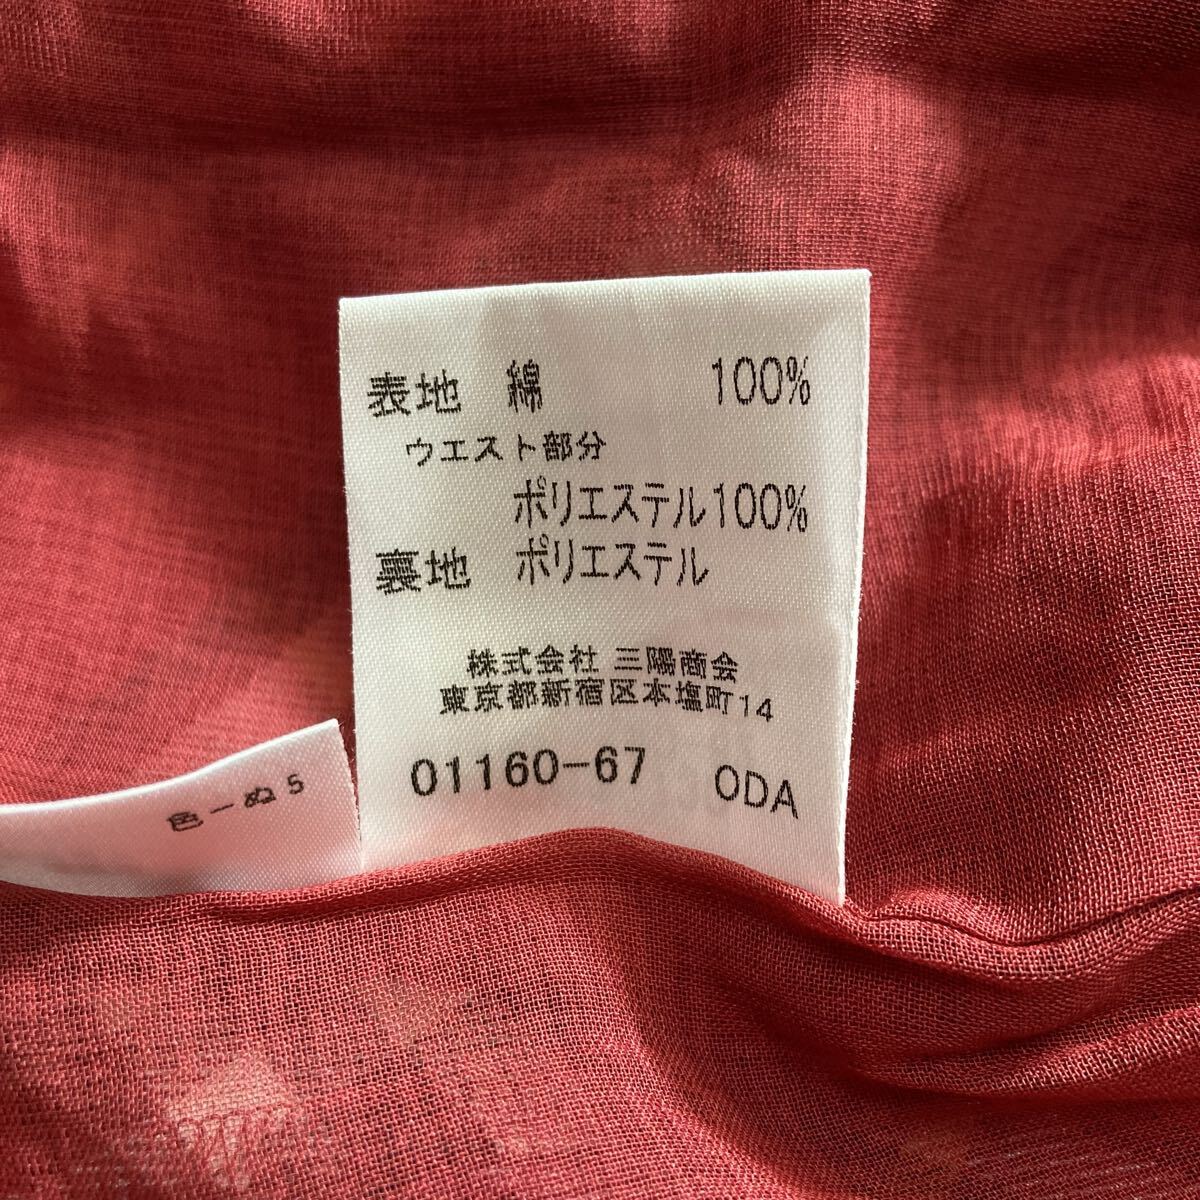 表地 綿 100%
ウエスト部分
ポリエステル100%
裏地 ポリエステル
株式会社 三陽商会
東京都新宿区本塩町14
01160-67 ODA
色ーぬ5